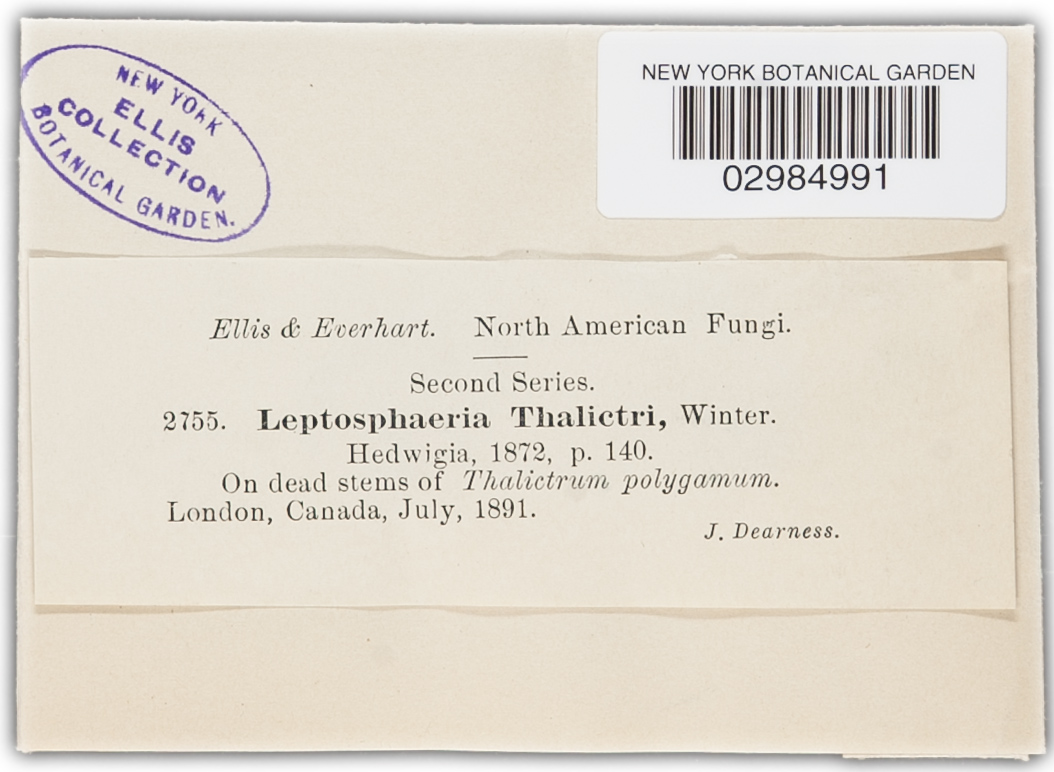 NEW YORK
ELLIS
COLLECTION
BOTANICAL GARDEN.
NEW YORK BOTANICAL GARDEN
02984991
Ellis & Everhart. North American Fungi.
Second Series.
2755. Leptosphaeria Thalictri, Winter.
Hedwigia, 1872, p. 140.
On dead stems of Thalictrum polygamum.
London, Canada, July, 1891.
J. Dearness.